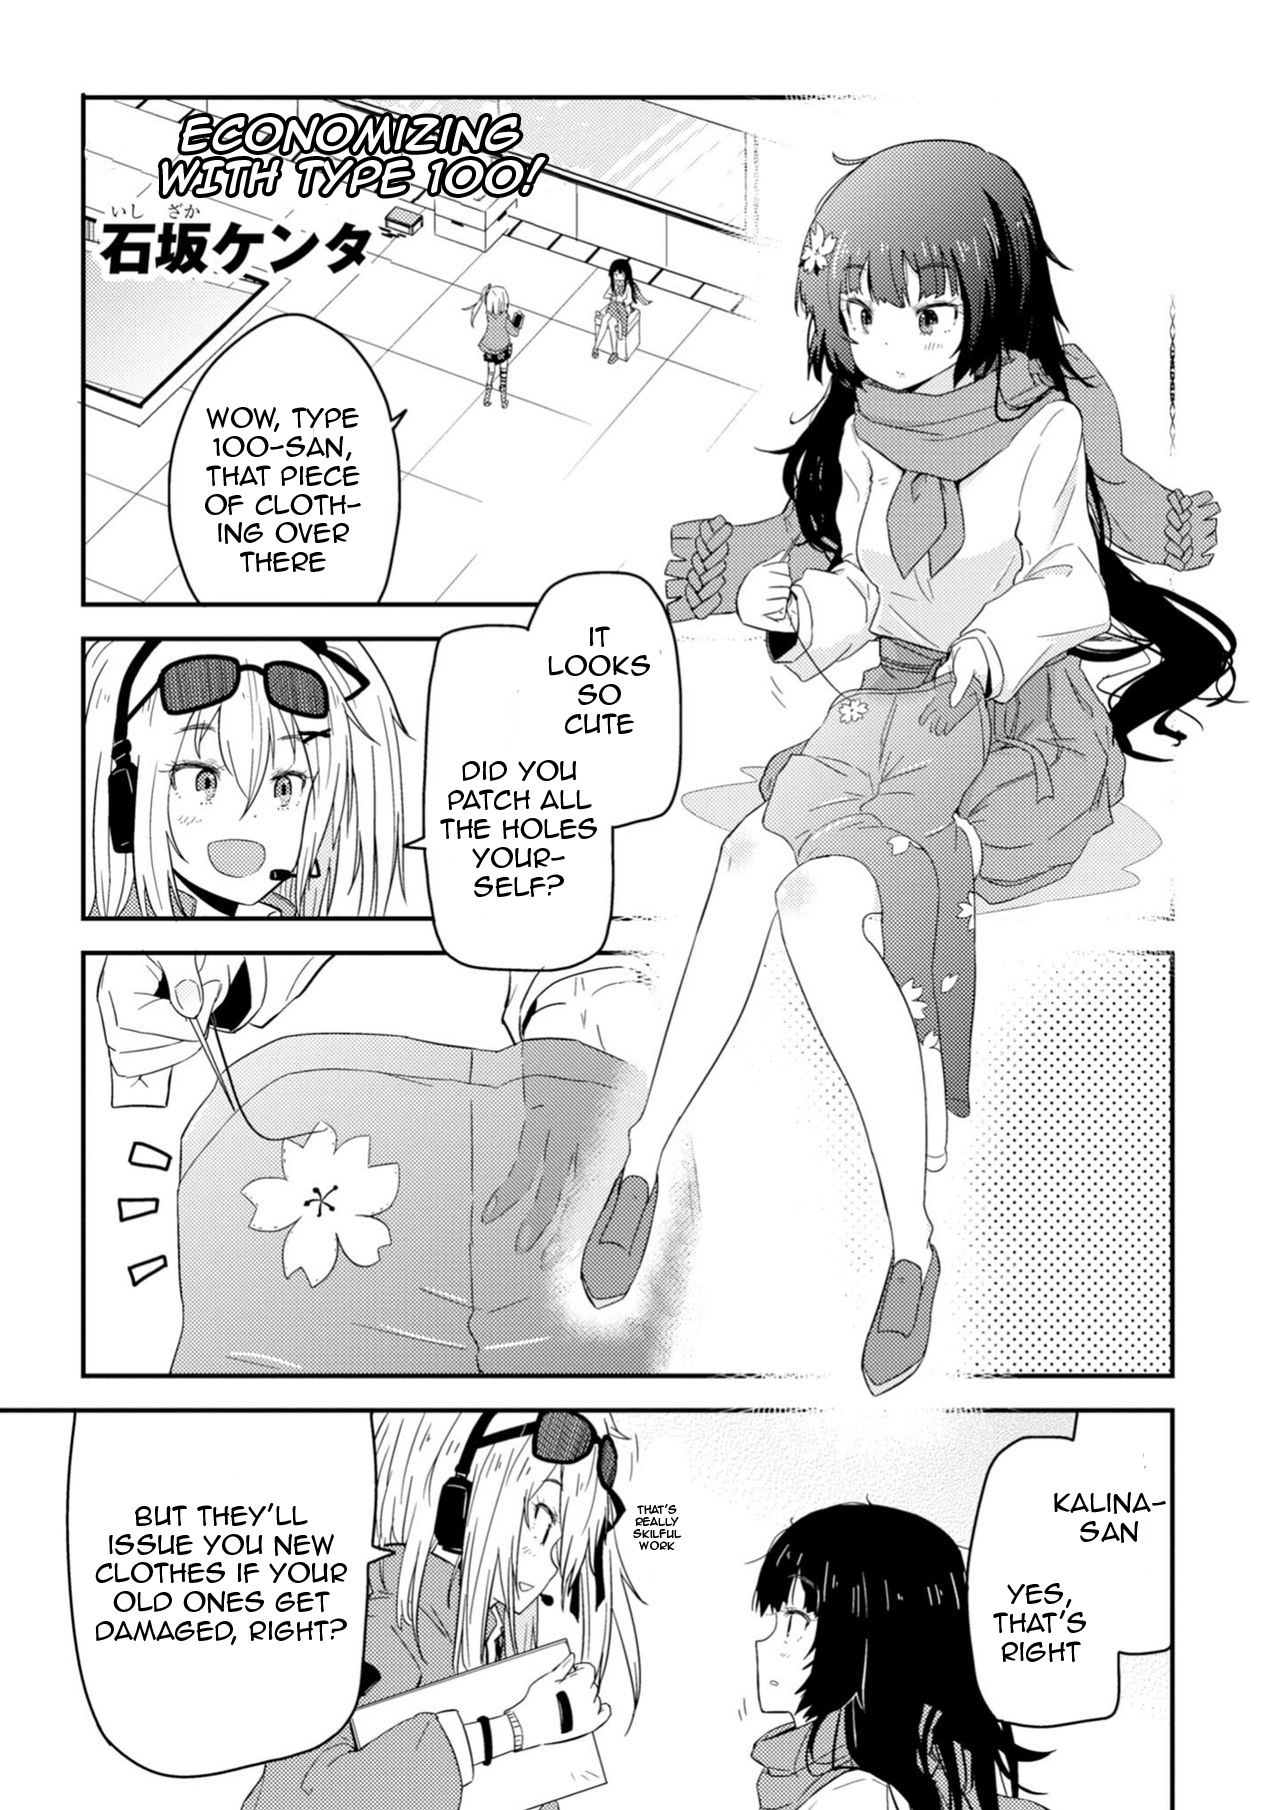 ECONOMIZING
WITH TYPE 100!
いし ざか
石坂ケンタ
WOW, TYPE
100-SAN,
THAT PIECE
OF CLOTH-
ING OVER
THERE
IT
LOOKS
SO
CUTE
DID YOU
PATCH ALL
THE HOLES
YOUR-
SELF?
KALINA-
SAN
YES,
THAT'S
RIGHT
THAT'S
REALLY
SKILFUL
WORK
BUT THEY'LL
ISSUE YOU NEW
CLOTHES IF YOUR
OLD ONES GET
DAMAGED, RIGHT?